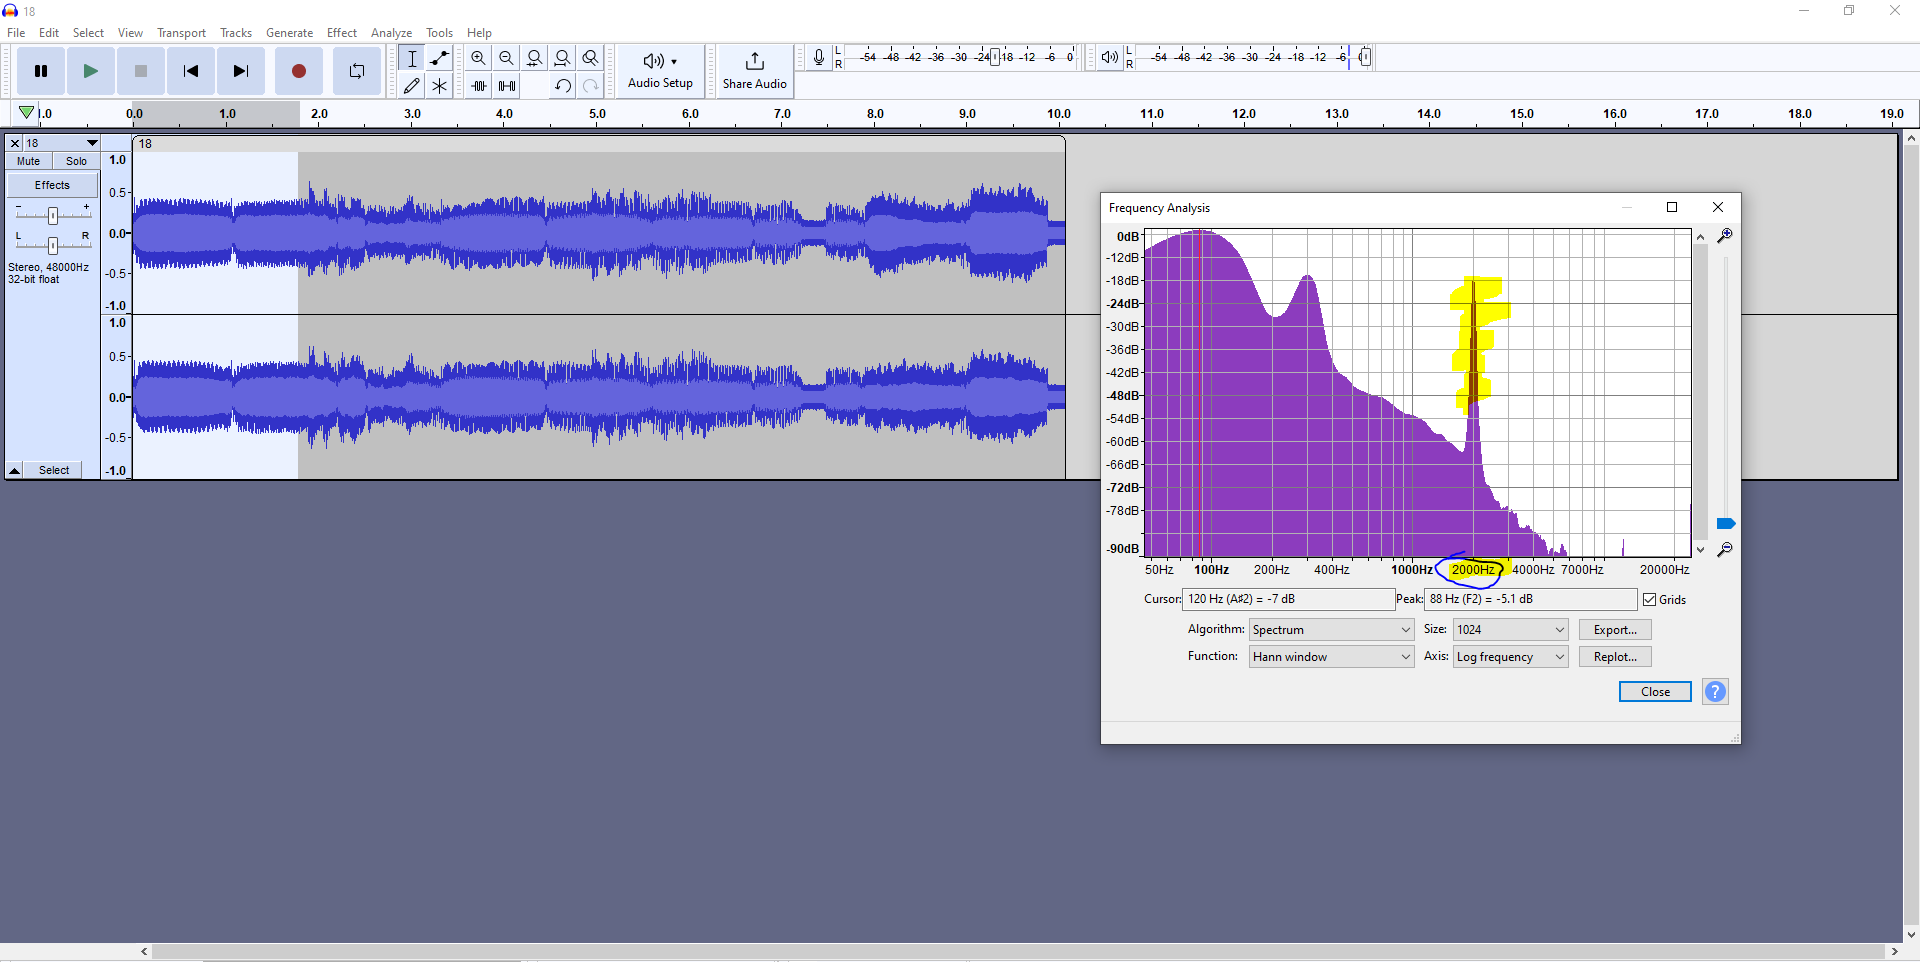 18
File Edit Select View Transport Tracks Generate Effect Analyze Tools Help
Audio Setup
Share Audio
L
R
-54 -48 -42 -36 -30 -24 -18 -12 -6 0
L
R
-54 -48 -42 -36 -30 -24 -18 -12 -6
1.0 0.0 1.0 2.0 3.0 4.0 5.0 6.0 7.0 8.0 9.0 10.0 11.0 12.0 13.0 14.0 15.0 16.0 17.0 18.0 19.0
18
Mute Solo
Effects
- +
L R
Stereo, 48000Hz
32-bit float
Select
1.0
0.5-
0.0-
-0.5-
-1.0
1.0
0.5-
0.0-
-0.5-
-1.0
18
Frequency Analysis
0dB
-12dB
-18dB
-24dB
-30dB
-36dB
-42dB
-48dB
-54dB
-60dB
-66dB
-72dB
-78dB
-90dB
50Hz 100Hz 200Hz 400Hz 1000Hz 2000Hz 4000Hz 7000Hz 20000Hz
Cursor: 120 Hz (A♯2) = -7 dB Peak: 88 Hz (F2) = -5.1 dB Grids
Algorithm: Spectrum Size: 1024 Export...
Function: Hann window Axis: Log frequency Replot...
Close ?